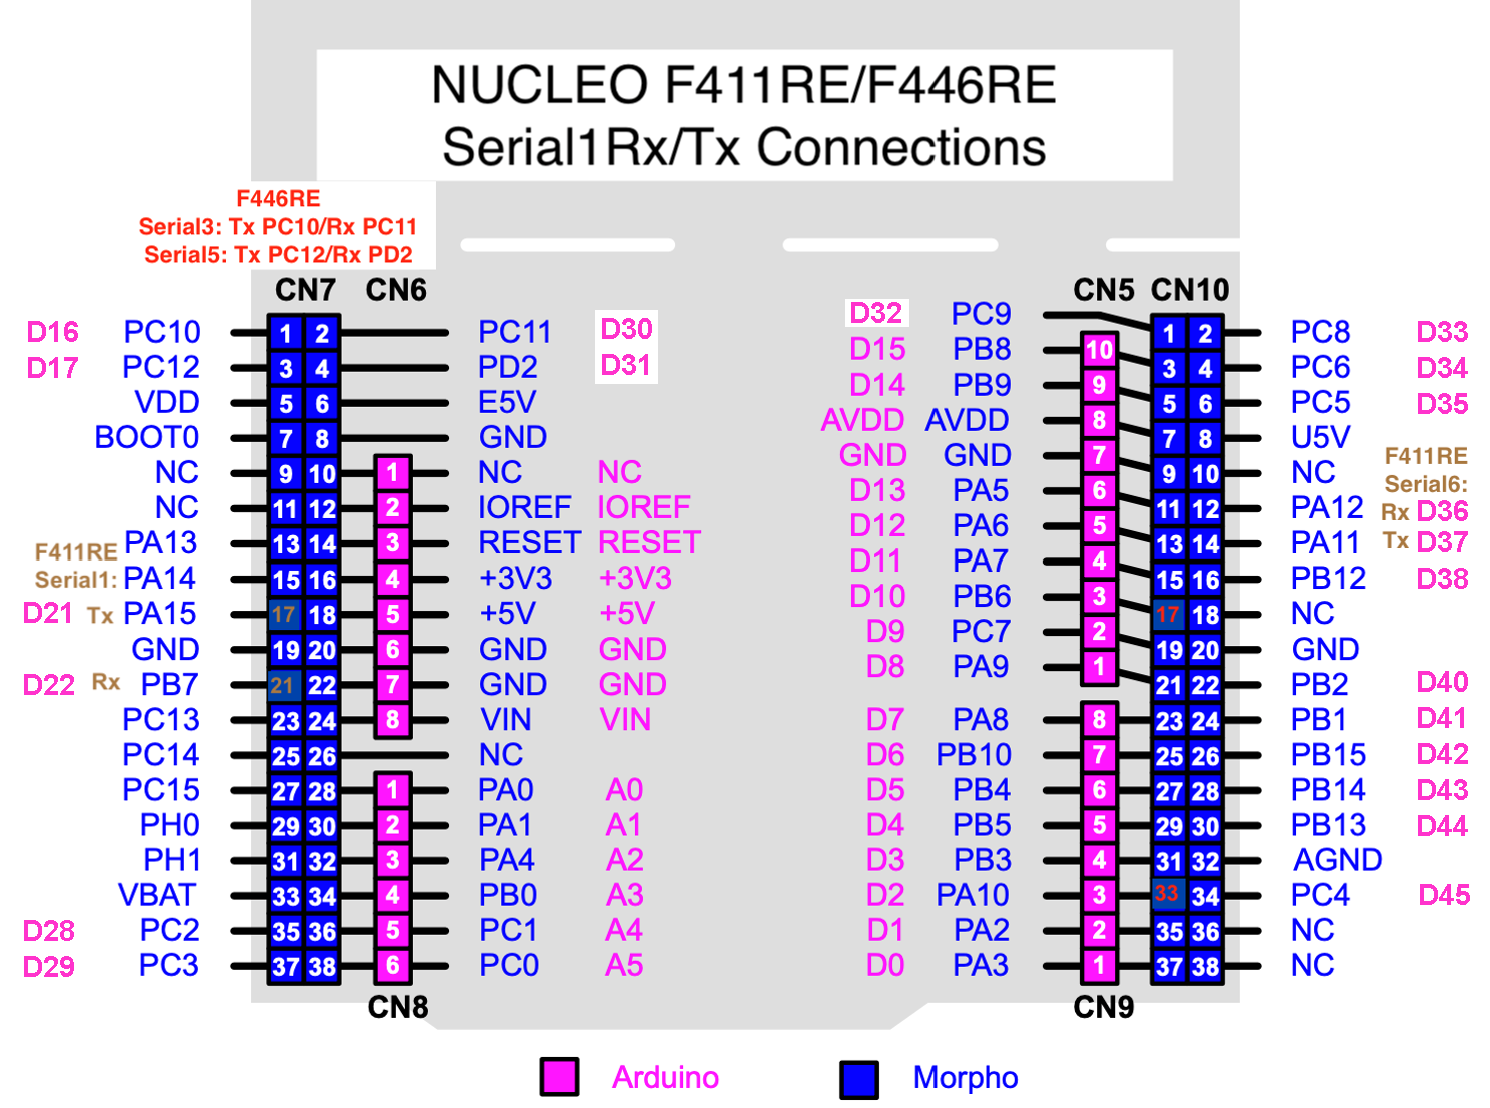 NUCLEO F411RE/F446RE
Serial1Rx/Tx Connections
F446RE
Serial3: Tx PC10/Rx PC11
Serial5: Tx PC12/Rx PD2
CN7 CN6 CN5 CN10
D32 PC9
D16 PC10 1 2 PC11 D30 1 2 PC8 D33
D15 PB8 10
D17 PC12 3 4 PD2 D31 3 4 PC6 D34
D14 PB9 9
VDD 5 6 E5V 5 6 PC5 D35
AVDD AVDD 8
BOOT0 7 8 GND 7 8 U5V
GND GND 7
F411RE
NC 9 10 1 NC NC 9 10 NC
Serial6:
D13 PA5 6
NC 11 12 2 IOREF IOREF 11 12 PA12 Rx D36
D12 PA6 5
PA13 13 14 3 RESET RESET 13 14 PA11 Tx D37
F411RE
D11 PA7 4
Serial1: PA14 15 16 4 +3V3 +3V3 15 16 PB12 D38
D10 PB6 3
D21 Tx PA15 17 18 5 +5V +5V 17 18 NC
D9 PC7 2
GND 19 20 6 GND GND 19 20 GND
D8 PA9 1
D22 Rx PB7 21 22 7 GND GND 21 22 PB2 D40
PC13 23 24 8 VIN VIN D7 PA8 8 23 24 PB1 D41
PC14 25 26 NC D6 PB10 7 25 26 PB15 D42
PC15 27 28 1 PA0 A0 D5 PB4 6 27 28 PB14 D43
PH0 29 30 2 PA1 A1 D4 PB5 5 29 30 PB13 D44
PH1 31 32 3 PA4 A2 D3 PB3 4 31 32 AGND
VBAT 33 34 4 PB0 A3 D2 PA10 3 33 34 PC4 D45
D28 PC2 35 36 5 PC1 A4 D1 PA2 2 35 36 NC
D29 PC3 37 38 6 PC0 A5 D0 PA3 1 37 38 NC
CN8 CN9
Arduino Morpho